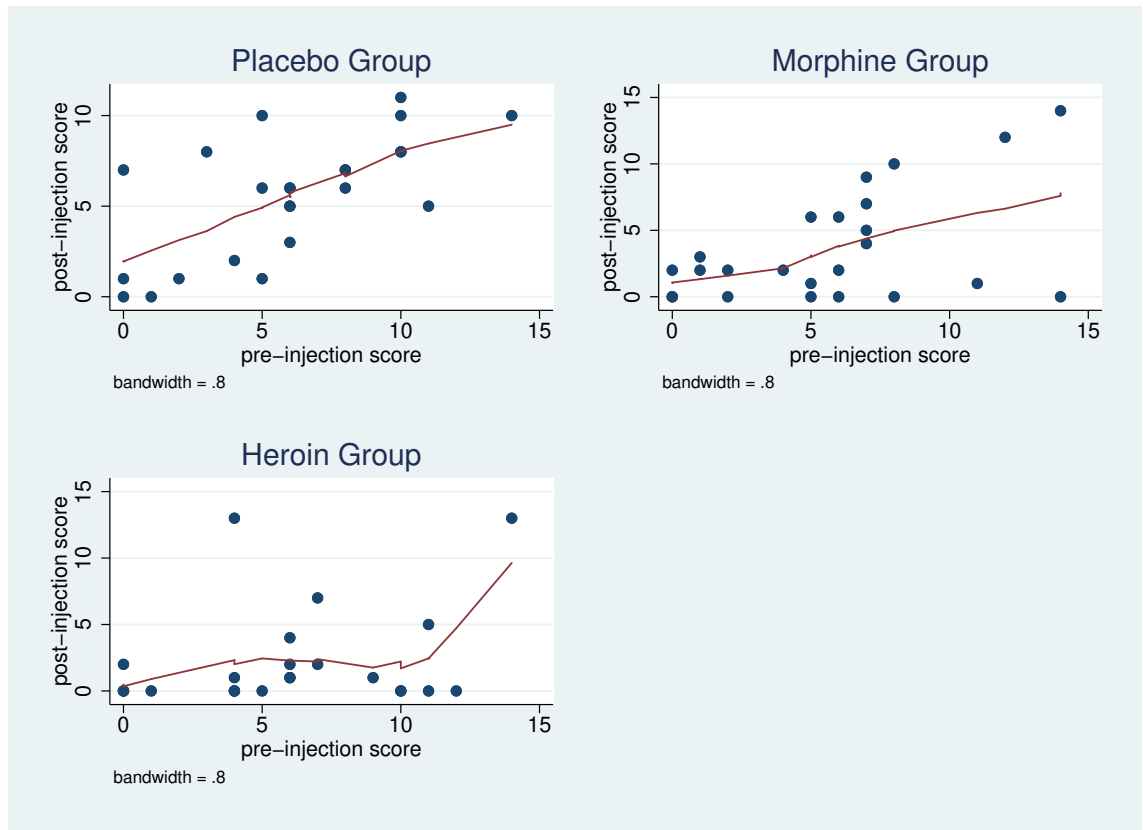 Placebo Group
post−injection score
10
5
0
0 5 10 15
pre−injection score
bandwidth = .8
Morphine Group
post−injection score
15
10
5
0
0 5 10 15
pre−injection score
bandwidth = .8
Heroin Group
post−injection score
15
10
5
0
0 5 10 15
pre−injection score
bandwidth = .8